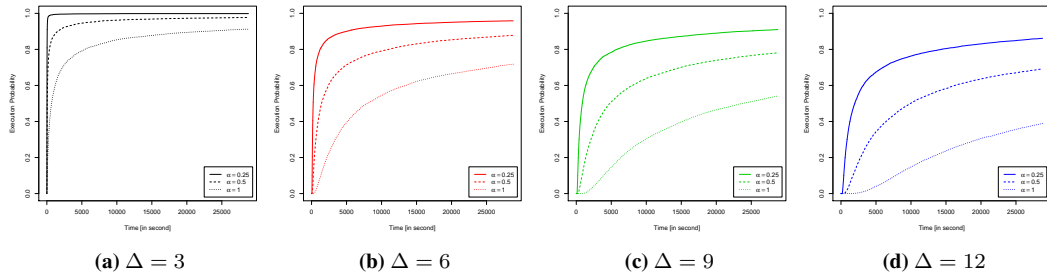 Execution Probability
0.0 0.2 0.4 0.6 0.8 1.0
0 5000 10000 15000 20000 25000
Time [in second]
α = 0.25
α = 0.5
α = 1
(a) Δ = 3
Execution Probability
0.0 0.2 0.4 0.6 0.8 1.0
0 5000 10000 15000 20000 25000
Time [in second]
α = 0.25
α = 0.5
α = 1
(b) Δ = 6
Execution Probability
0.0 0.2 0.4 0.6 0.8 1.0
0 5000 10000 15000 20000 25000
Time [in second]
α = 0.25
α = 0.5
α = 1
(c) Δ = 9
Execution Probability
0.0 0.2 0.4 0.6 0.8 1.0
0 5000 10000 15000 20000 25000
Time [in second]
α = 0.25
α = 0.5
α = 1
(d) Δ = 12